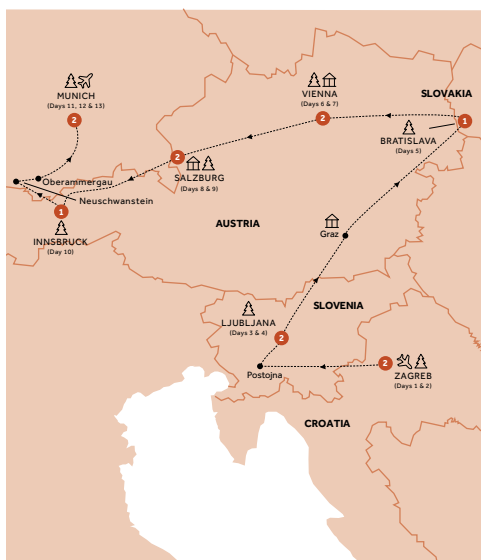 2
MUNICH
(Days 11, 12 & 13)
VIENNA
(Days 6 & 7)
2
SLOVAKIA
1
BRATISLAVA
(Day 5)
2
SALZBURG
(Days 8 & 9)
Oberammergau
Neuschwanstein
1
INNSBRUCK
(Day 10)
AUSTRIA
Graz
SLOVENIA
LJUBLJANA
(Days 3 & 4)
2
Postojna
2
ZAGREB
(Days 1 & 2)
CROATIA